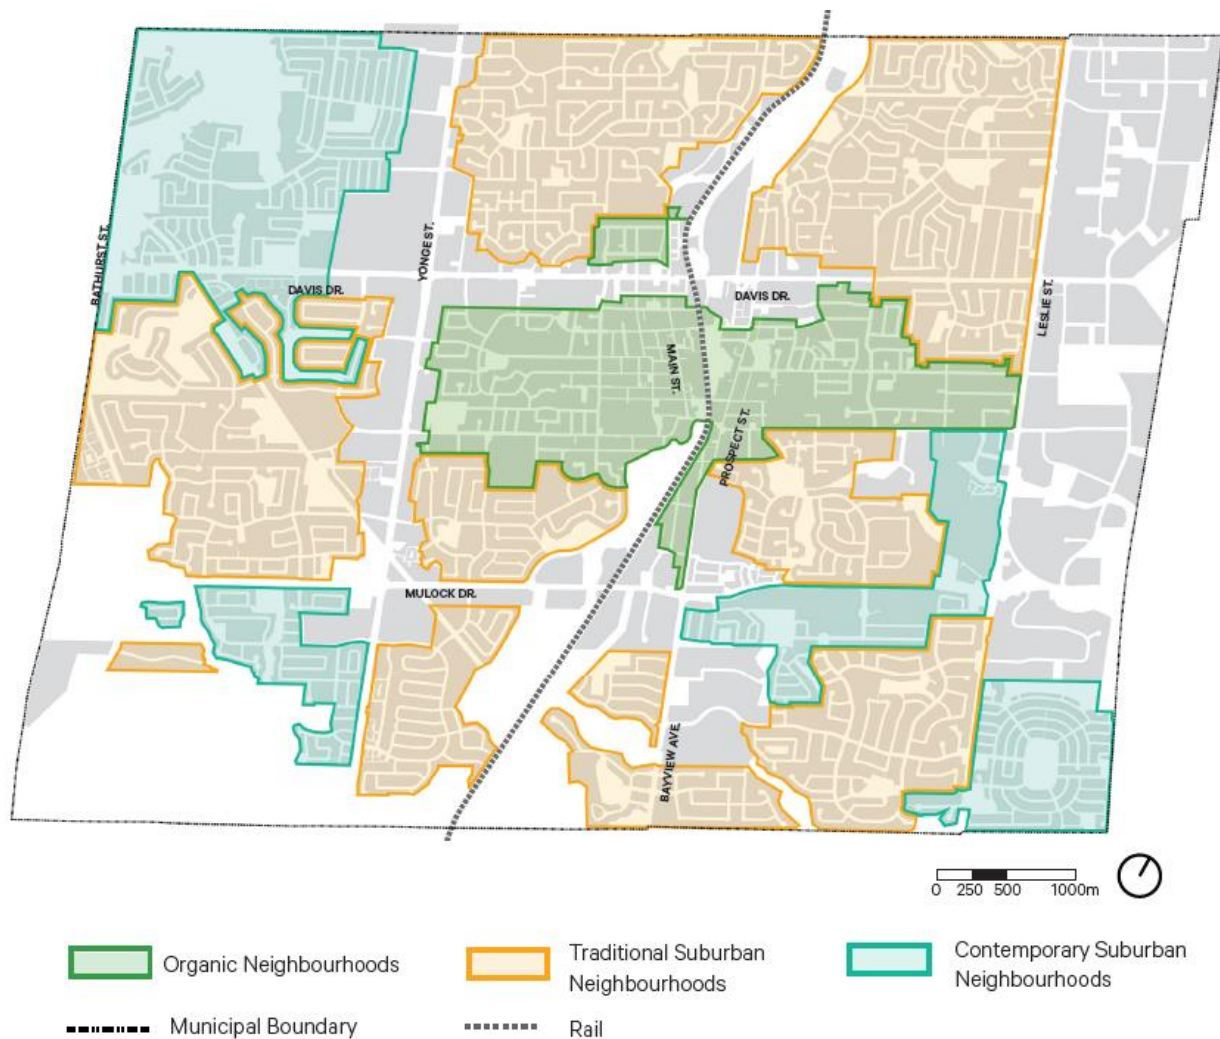 BATHURST ST.
YONGE ST.
DAVIS DR.
DAVIS DR.
LESLIE ST.
MAIN ST.
PROSPECT ST.
MULOCK DR.
BAYVIEW AVE.
0 250 500 1000m
Organic Neighbourhoods
Traditional Suburban
Neighbourhoods
Contemporary Suburban
Neighbourhoods
Municipal Boundary
Rail